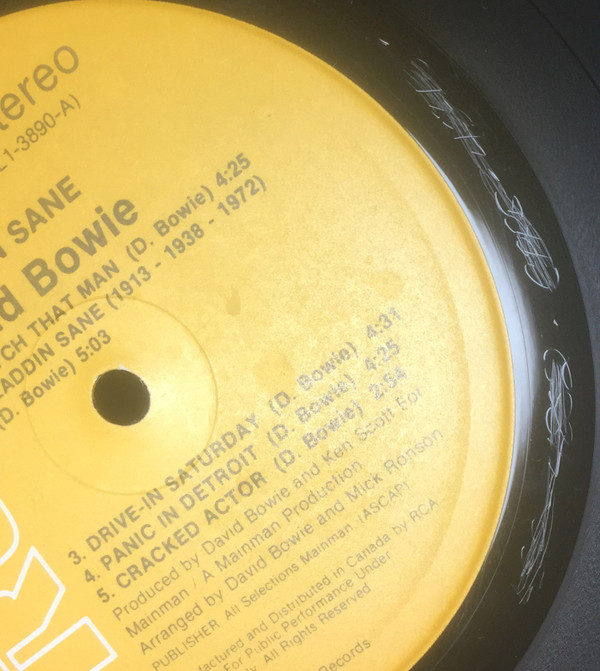 tereo
L1-3890-A)
N SANE
d Bowie
CH THAT MAN (D. Bowie) 4:25
LADDIN SANE (1913 - 1938 - 1972)
(D. Bowie) 5:03
3. DRIVE-IN SATURDAY (D. Bowie) 4:31
4. PANIC IN DETROIT (D. Bowie) 4:25
5. CRACKED ACTOR (D. Bowie) 2:54
Produced by David Bowie and Ken Scott For
Mainman / A Mainman Production
Arranged by David Bowie and Mick Ronson
PUBLISHER All Selections Mainman, (ASCAP)
factured and Distributed in Canada by RCA
For Public Performance Under
All Rights Reserved
Records